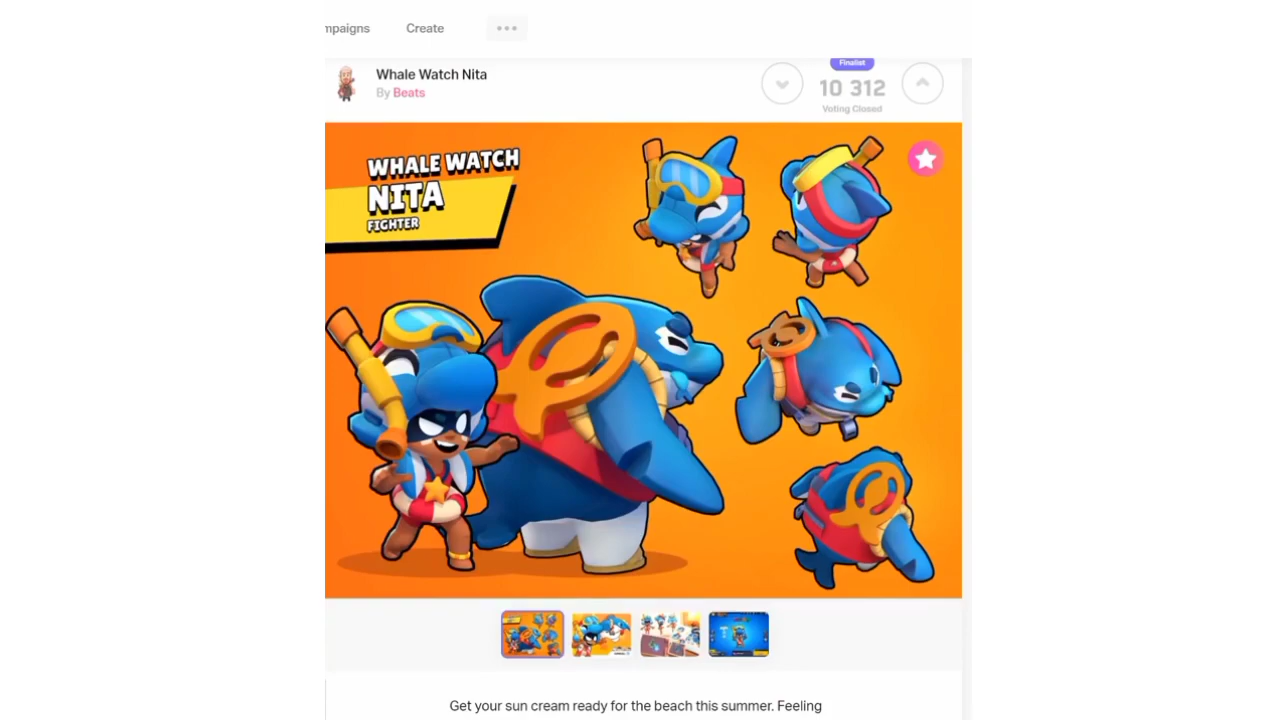 mpaigns Create
Whale Watch Nita
By Beats
Finalist
10 312
Voting Closed
WHALE WATCH
NITA
FIGHTER
Get your sun cream ready for the beach this summer. Feeling